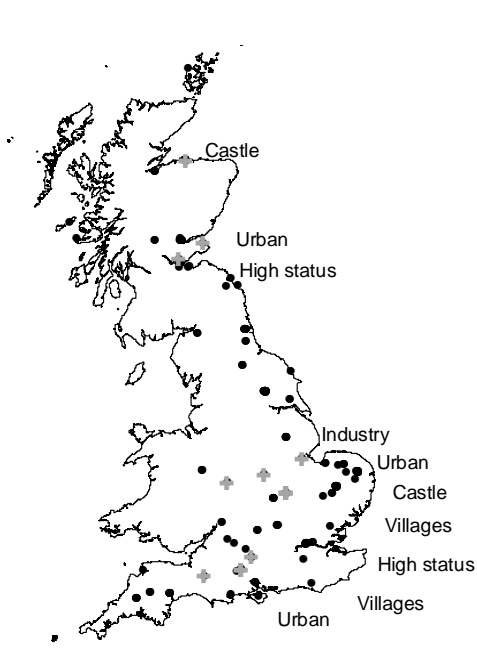 Castle
Urban
High status
Industry
Urban
Castle
Villages
High status
Villages
Urban